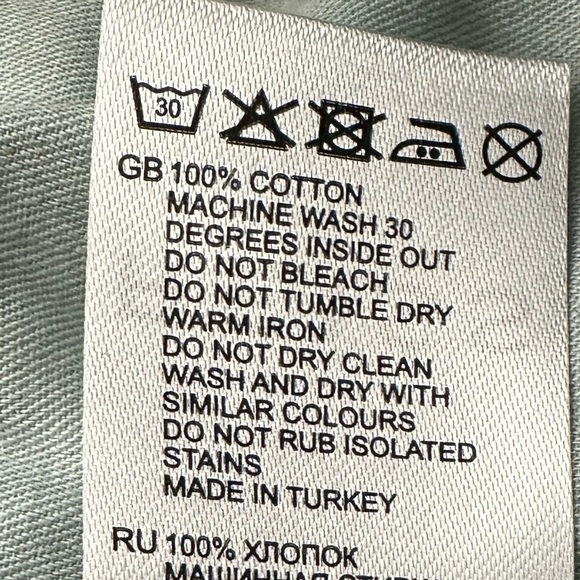 30
GB 100% COTTON
MACHINE WASH 30
DEGREES INSIDE OUT
DO NOT BLEACH
DO NOT TUMBLE DRY
WARM IRON
DO NOT DRY CLEAN
WASH AND DRY WITH
SIMILAR COLOURS
DO NOT RUB ISOLATED
STAINS
MADE IN TURKEY
RU 100% ХЛОПОК
МАШИННАЯ